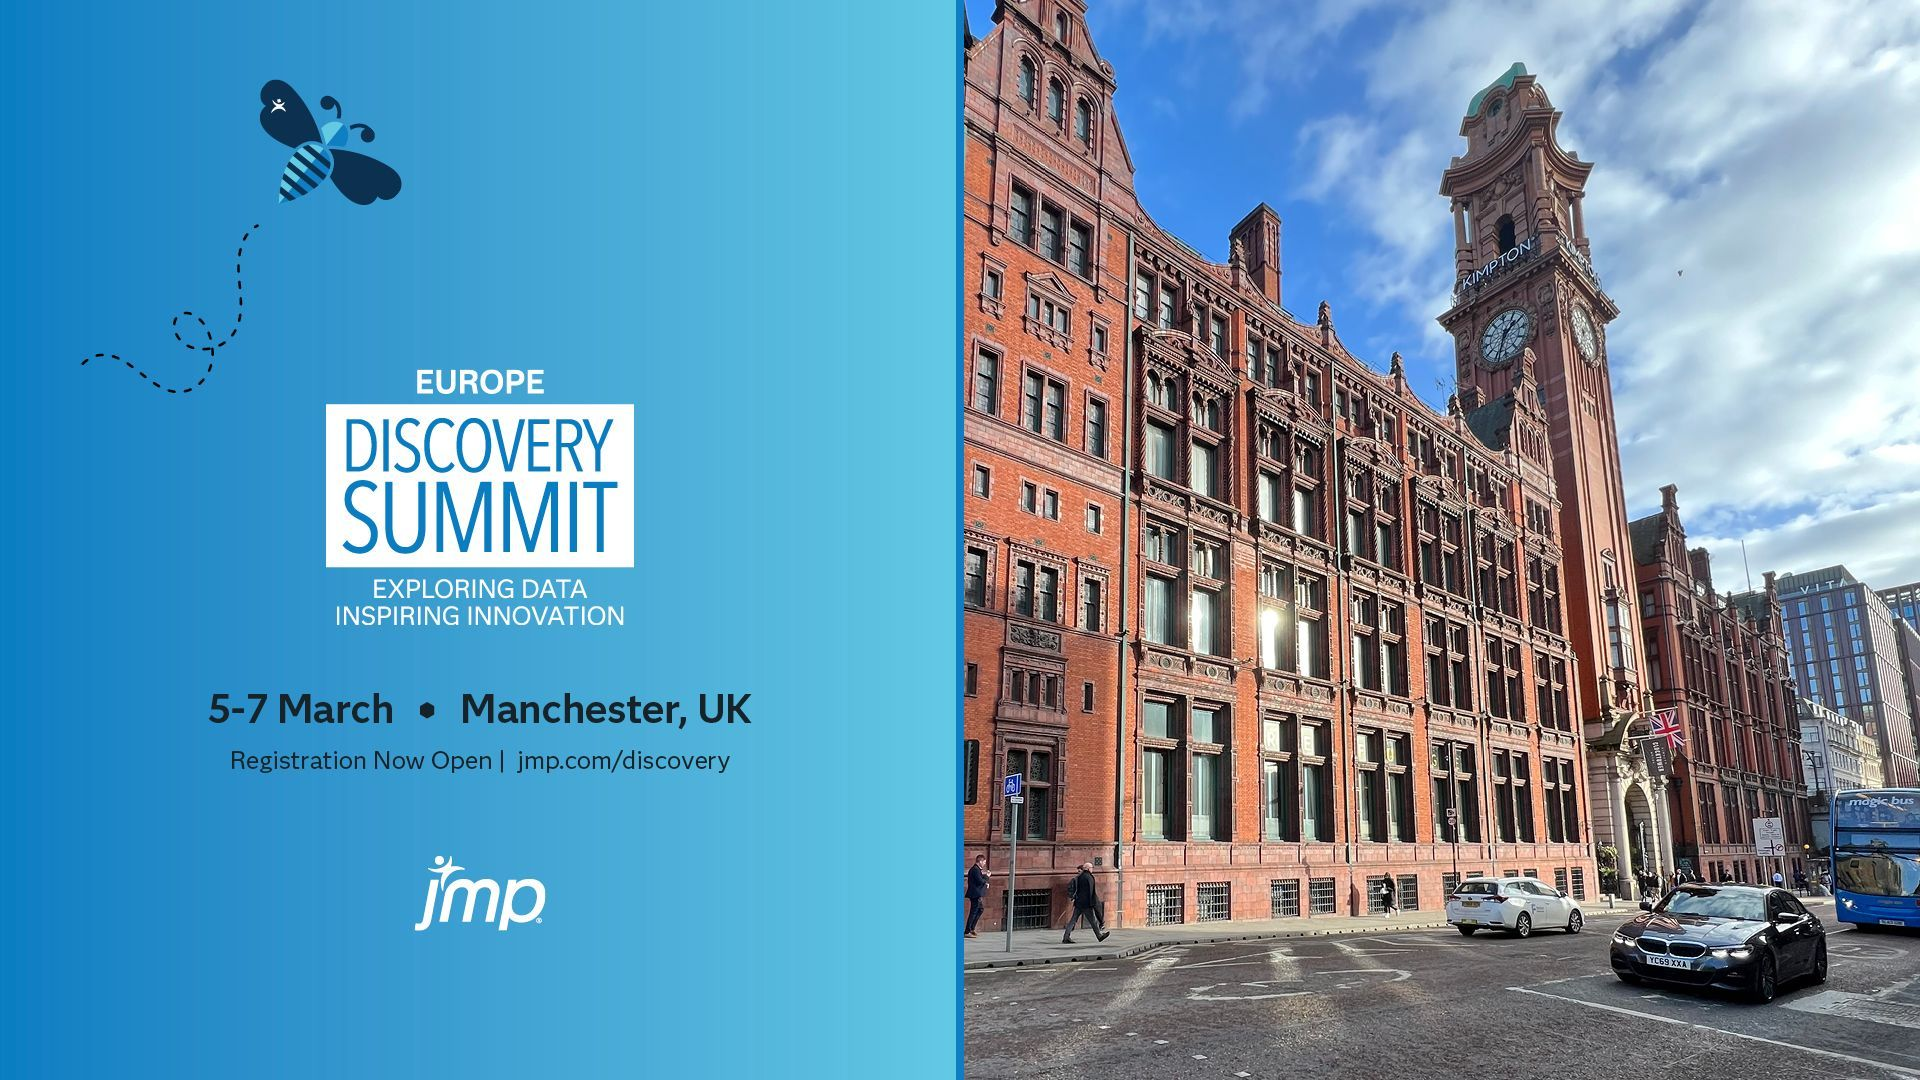 EUROPE
DISCOVERY
SUMMIT
EXPLORING DATA
INSPIRING INNOVATION
5-7 March • Manchester, UK
Registration Now Open | jmp.com/discovery
jmp
KIMPTON
KIMPTON
magic bus
YC69 XXA